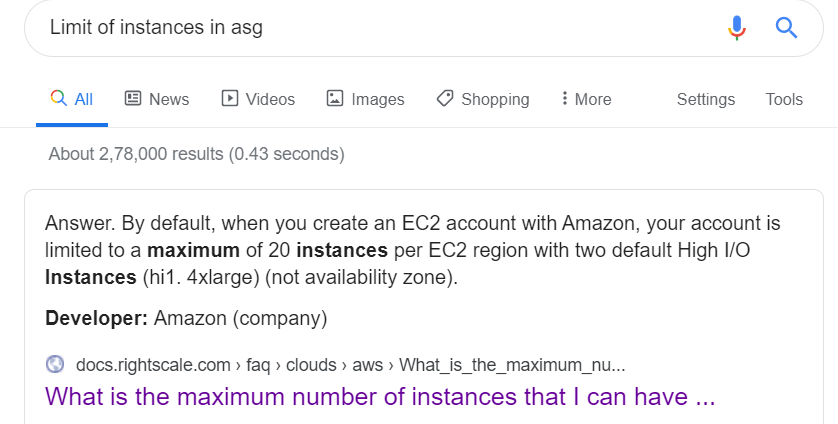 Limit of instances in asg
All News Videos Images Shopping More Settings Tools
About 2,78,000 results (0.43 seconds)
Answer. By default, when you create an EC2 account with Amazon, your account is
limited to a maximum of 20 instances per EC2 region with two default High I/O
Instances (hi1. 4xlarge) (not availability zone).
Developer: Amazon (company)
docs.rightscale.com › faq › clouds › aws › What_is_the_maximum_nu...
What is the maximum number of instances that I can have ...